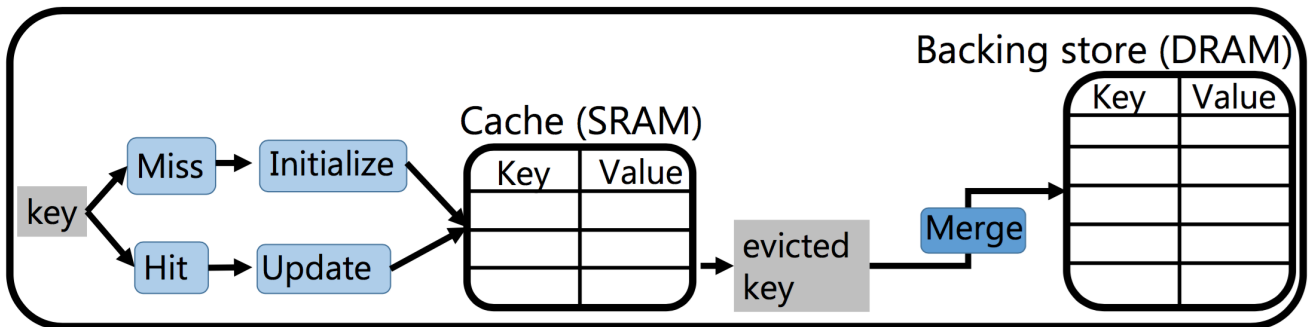 Backing store (DRAM)
Key Value
Cache (SRAM)
Key Value
Miss
Initialize
key
Hit
Update
evicted
key
Merge